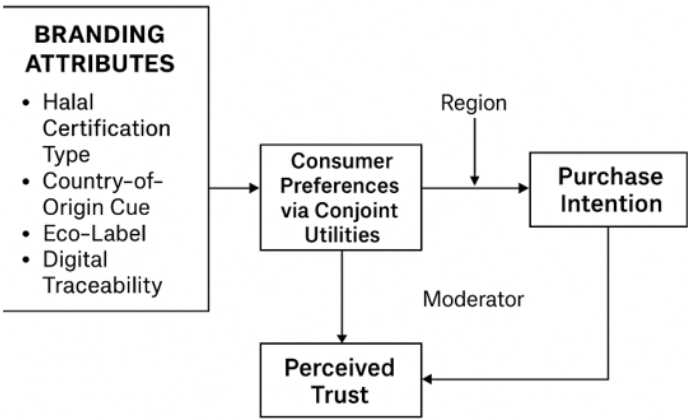 BRANDING
ATTRIBUTES
• Halal
Certification
Type
• Country-of-
Origin Cue
• Eco-Label
• Digital
Traceability
Consumer
Preferences
via Conjoint
Utilities
Region
Purchase
Intention
Moderator
Perceived
Trust